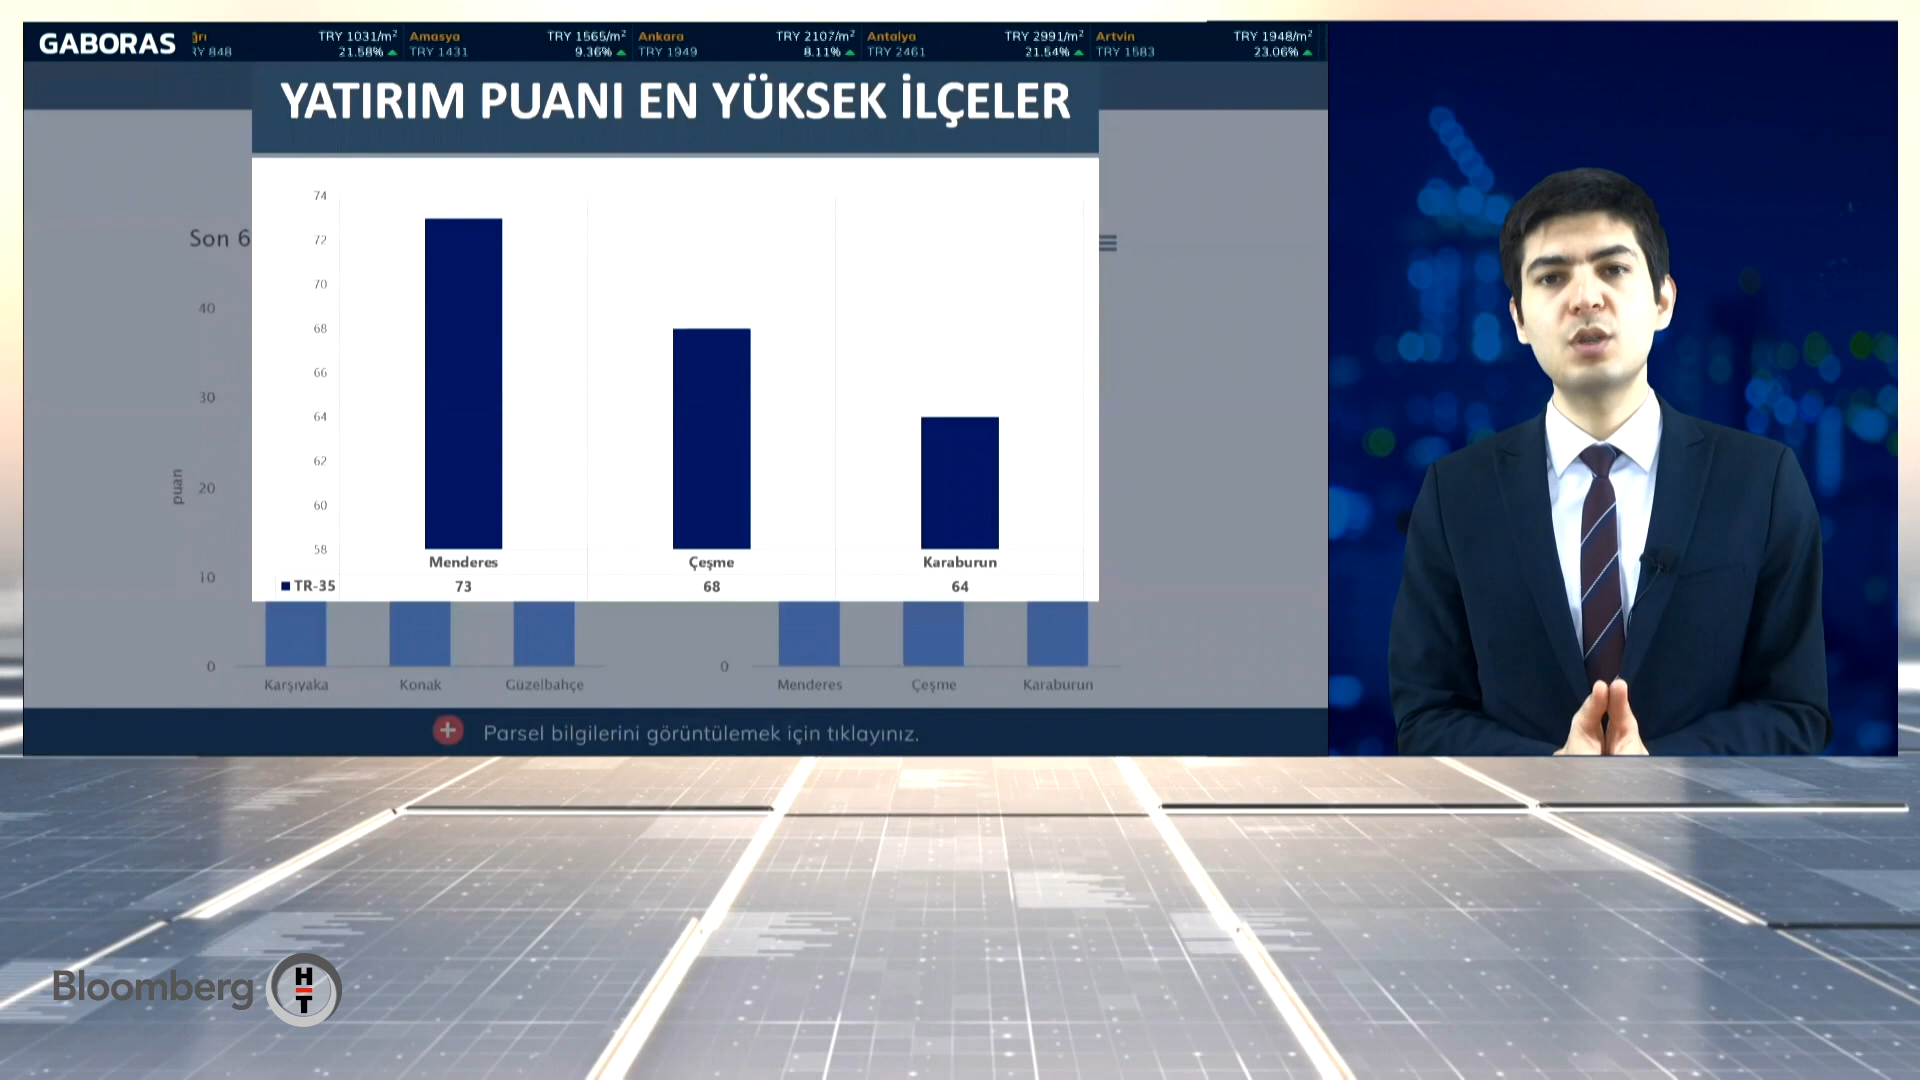 GABORAS
ğrı TRY 1031/m² Amasya TRY 1565/m² Ankara TRY 2107/m² Antalya TRY 2991/m² Artvin TRY 1948/m²
RY 848 21.58% TRY 1431 9.36% TRY 1949 8.11% TRY 2461 21.54% TRY 1583 23.06%
YATIRIM PUANI EN YÜKSEK İLÇELER
Son 6
74
72
70
68
66
64
62
60
58
Menderes Çeşme Karaburun
TR-35 73 68 64
40
30
20
10
0
puan
0
Karşıyaka Konak Güzelbahçe Menderes Çeşme Karaburun
+ Parsel bilgilerini görüntülemek için tıklayınız.
Bloomberg HT